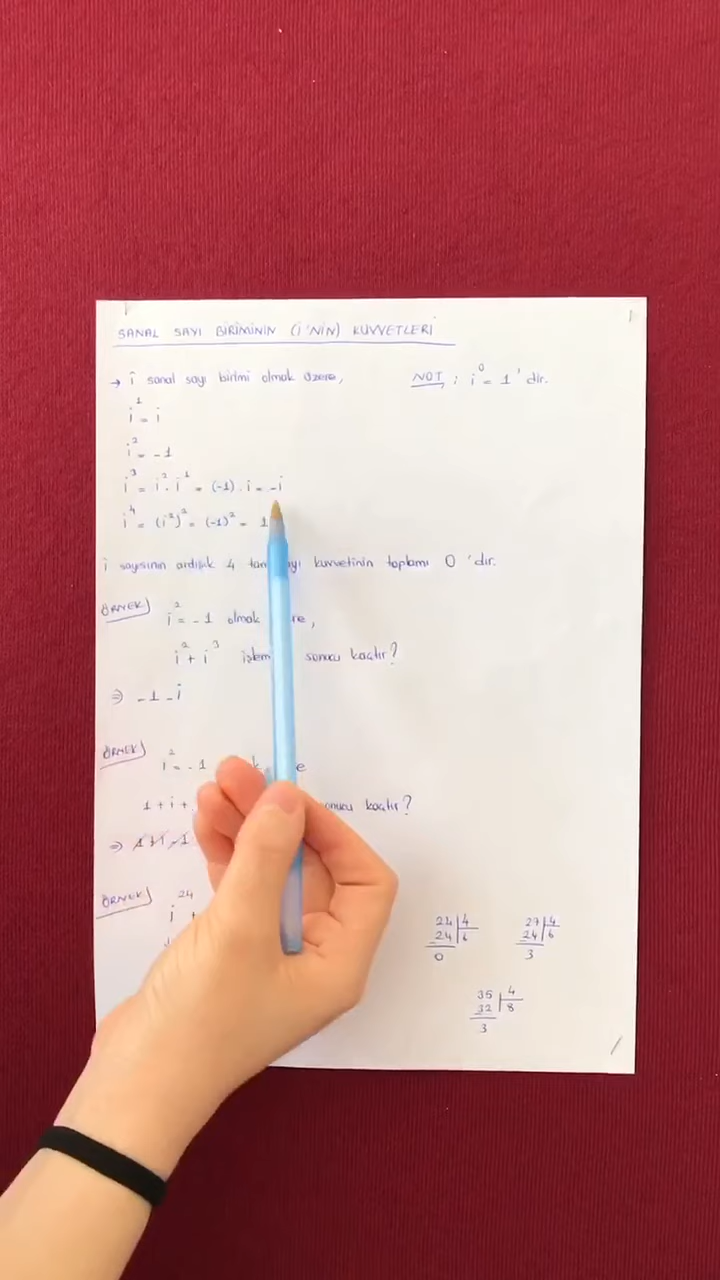 SANAL SAYI BİRİMİNİN (İ'NİN) KUVVETLERİ
→ i sanal sayı birimi olmak üzere,
NOT : i⁰ = 1'dir.
i¹ = i
i² = -1
i³ = i² . i¹ = (-1) . i = -i
i⁴ = (i²)² = (-1)² = 1
i sayısının ardışık 4 kuvvetinin toplamı 0'dır.
ÖRNEK) i² = -1 olmak
i² + i³ sonucu kaçtır?
⇒ -1 -i
ÖRNEK) i² = -1
1 + i + sonucu kaçtır?
⇒ 1+i-1
ÖRNEK) i²⁴
24 | 4
24 | 6
0
27 | 4
24 | 6
3
35 | 4
32 | 8
3